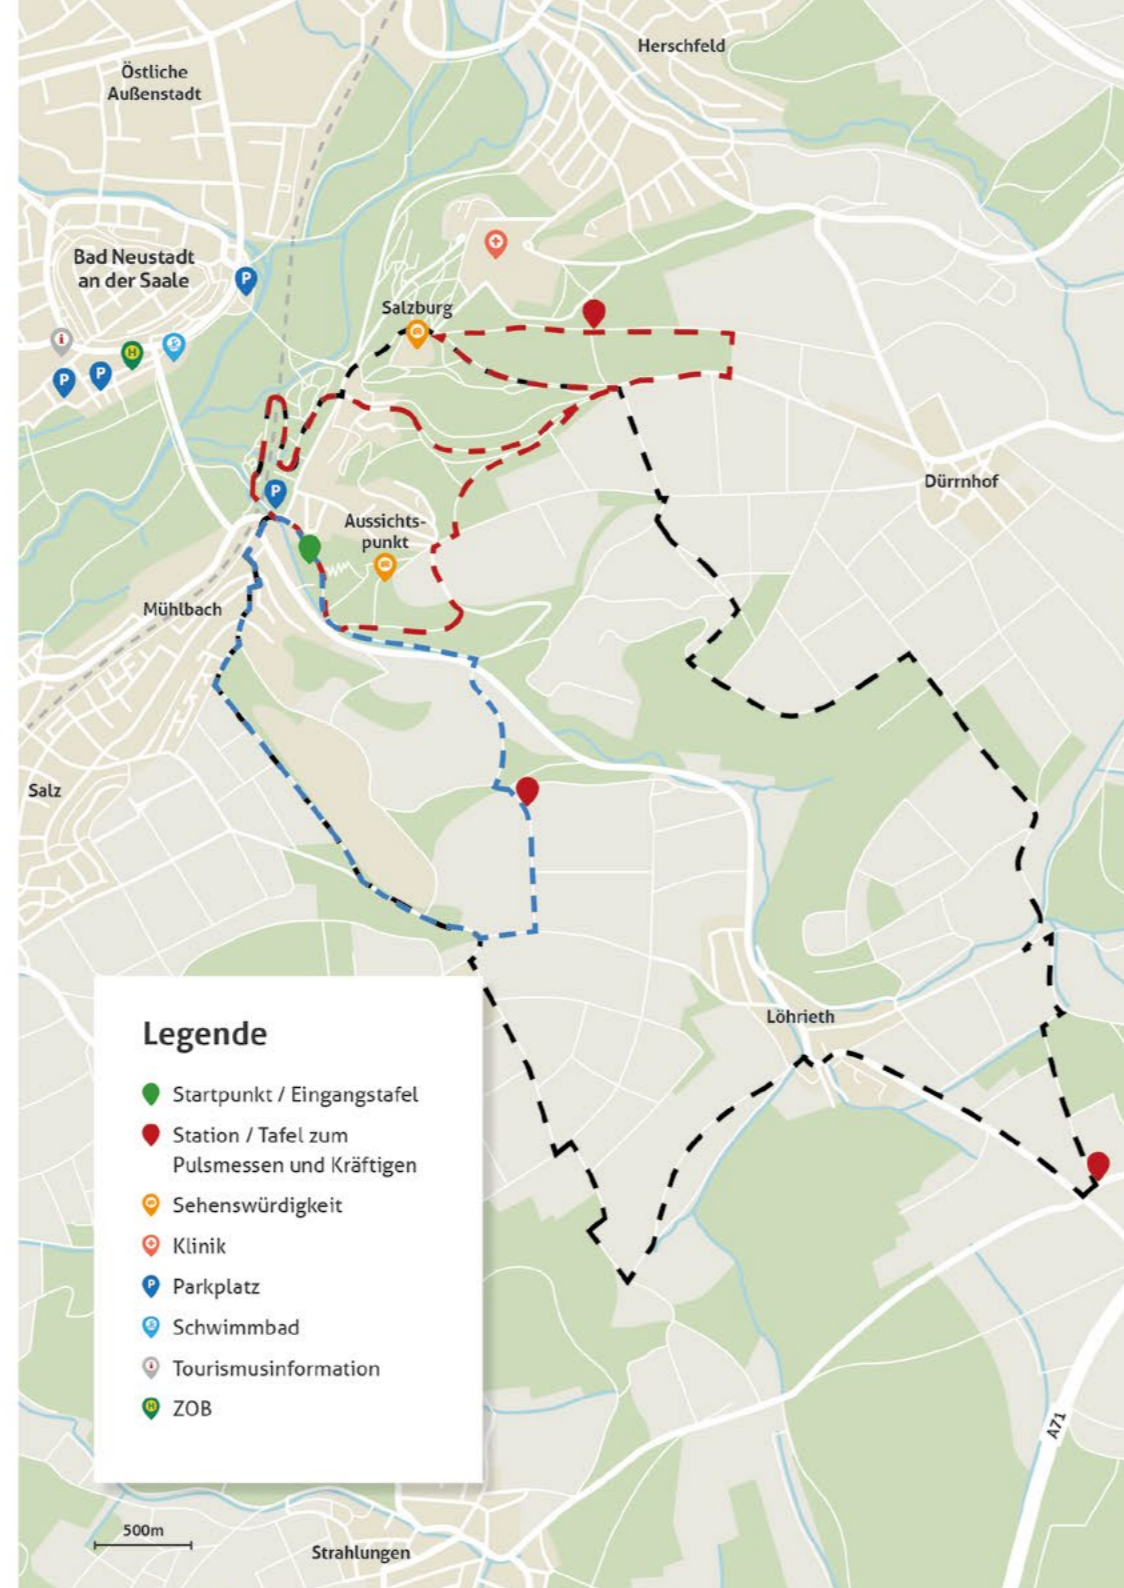 Herschfeld
Östliche
Außenstadt
Bad Neustadt
an der Saale
P
Salzburg
i
H
P
P
P
Aussichts-
punkt
Dürrnhof
Mühlbach
Salz
Löhrieth
Legende
Startpunkt / Eingangstafel
Station / Tafel zum
Pulsmessen und Kräftigen
Sehenswürdigkeit
Klinik
P Parkplatz
Schwimmbad
i Tourismusinformation
H ZOB
A71
500m
Strahlungen